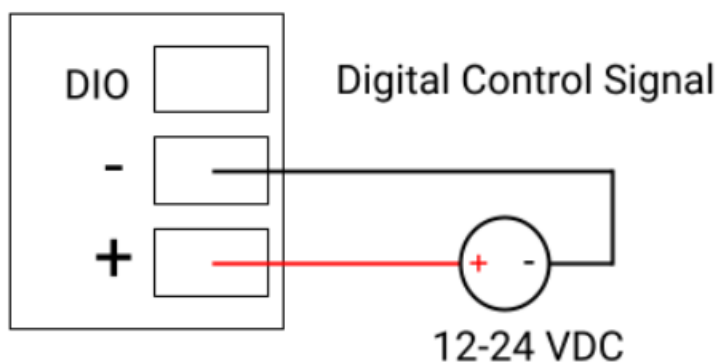 DIO
Digital Control Signal
-
+
+ -
12-24 VDC